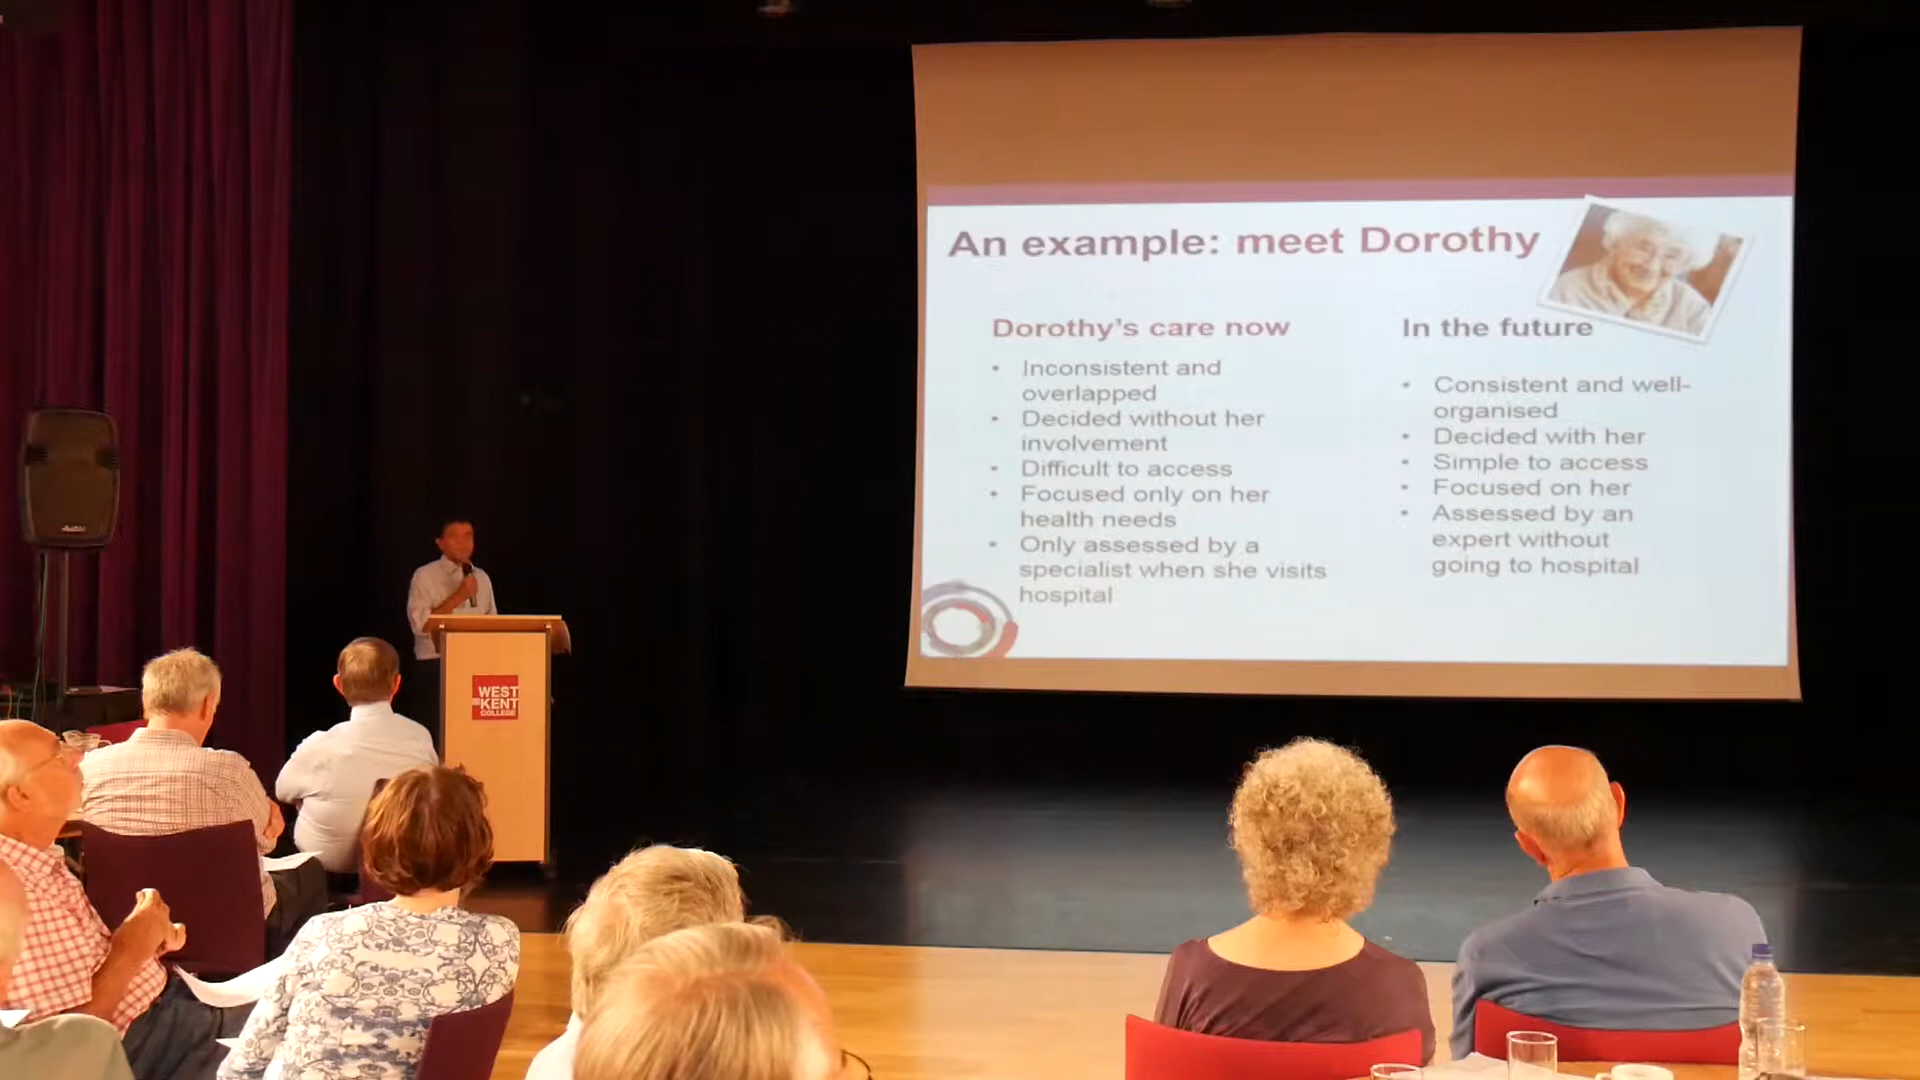 An example: meet Dorothy
Dorothy's care now
• Inconsistent and
overlapped
• Decided without her
involvement
• Difficult to access
• Focused only on her
health needs
• Only assessed by a
specialist when she visits
hospital
In the future
• Consistent and well-
organised
• Decided with her
• Simple to access
• Focused on her
• Assessed by an
expert without
going to hospital
WEST
KENT
COLLEGE